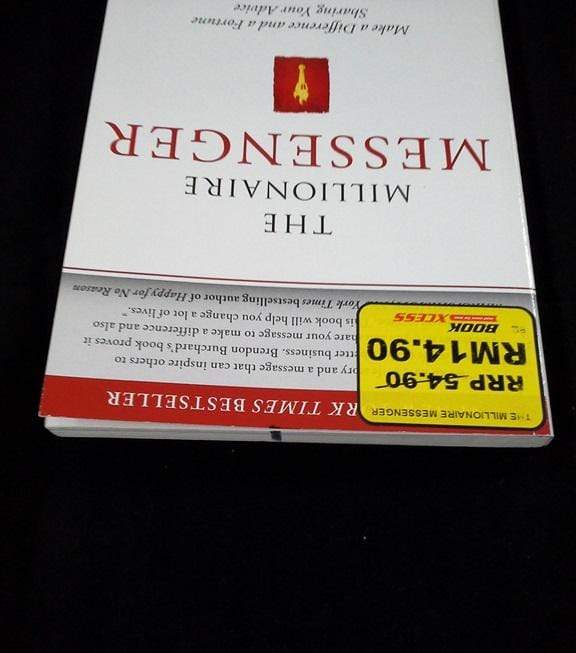 RK TIMES BESTSELLER
THE MILLIONAIRE MESSENGER
RRP 54.90
RM14.90
BOOK XCESS
ory and a message that can inspire others to
etter business. Brendon Burchard's book proves it
hare your message to make a difference and also
his book will help you change a lot of lives."
York Times bestselling author of Happy for No Reason
THE
MILLIONAIRE
MESSENGER
Make a Difference and a Fortune
Sharing Your Advice